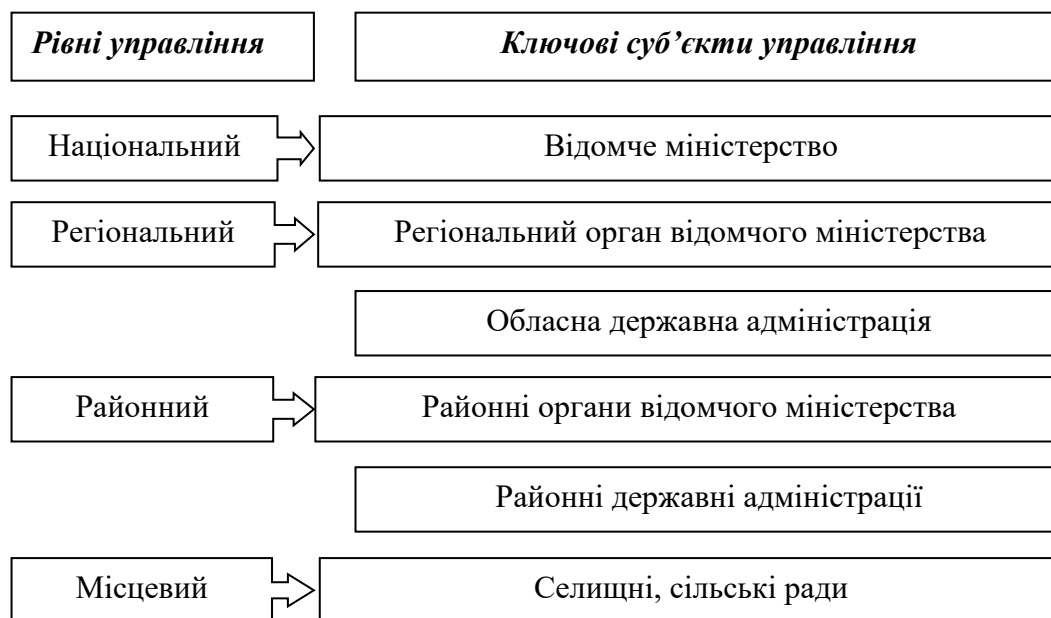 Рівні управління
Ключові суб’єкти управління
Національний
Відомче міністерство
Регіональний
Регіональний орган відомчого міністерства
Обласна державна адміністрація
Районний
Районні органи відомчого міністерства
Районні державні адміністрації
Місцевий
Селищні, сільські ради